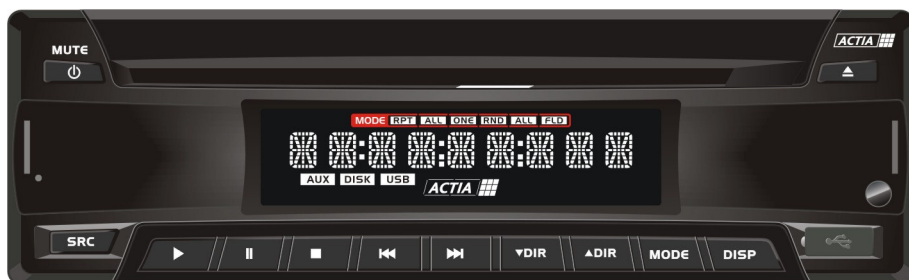 MUTE
ACTIA
MODE RPT ALL ONE RND ALL FLD
AUX DISK USB
ACTIA
SRC
▼DIR ▲DIR MODE DISP